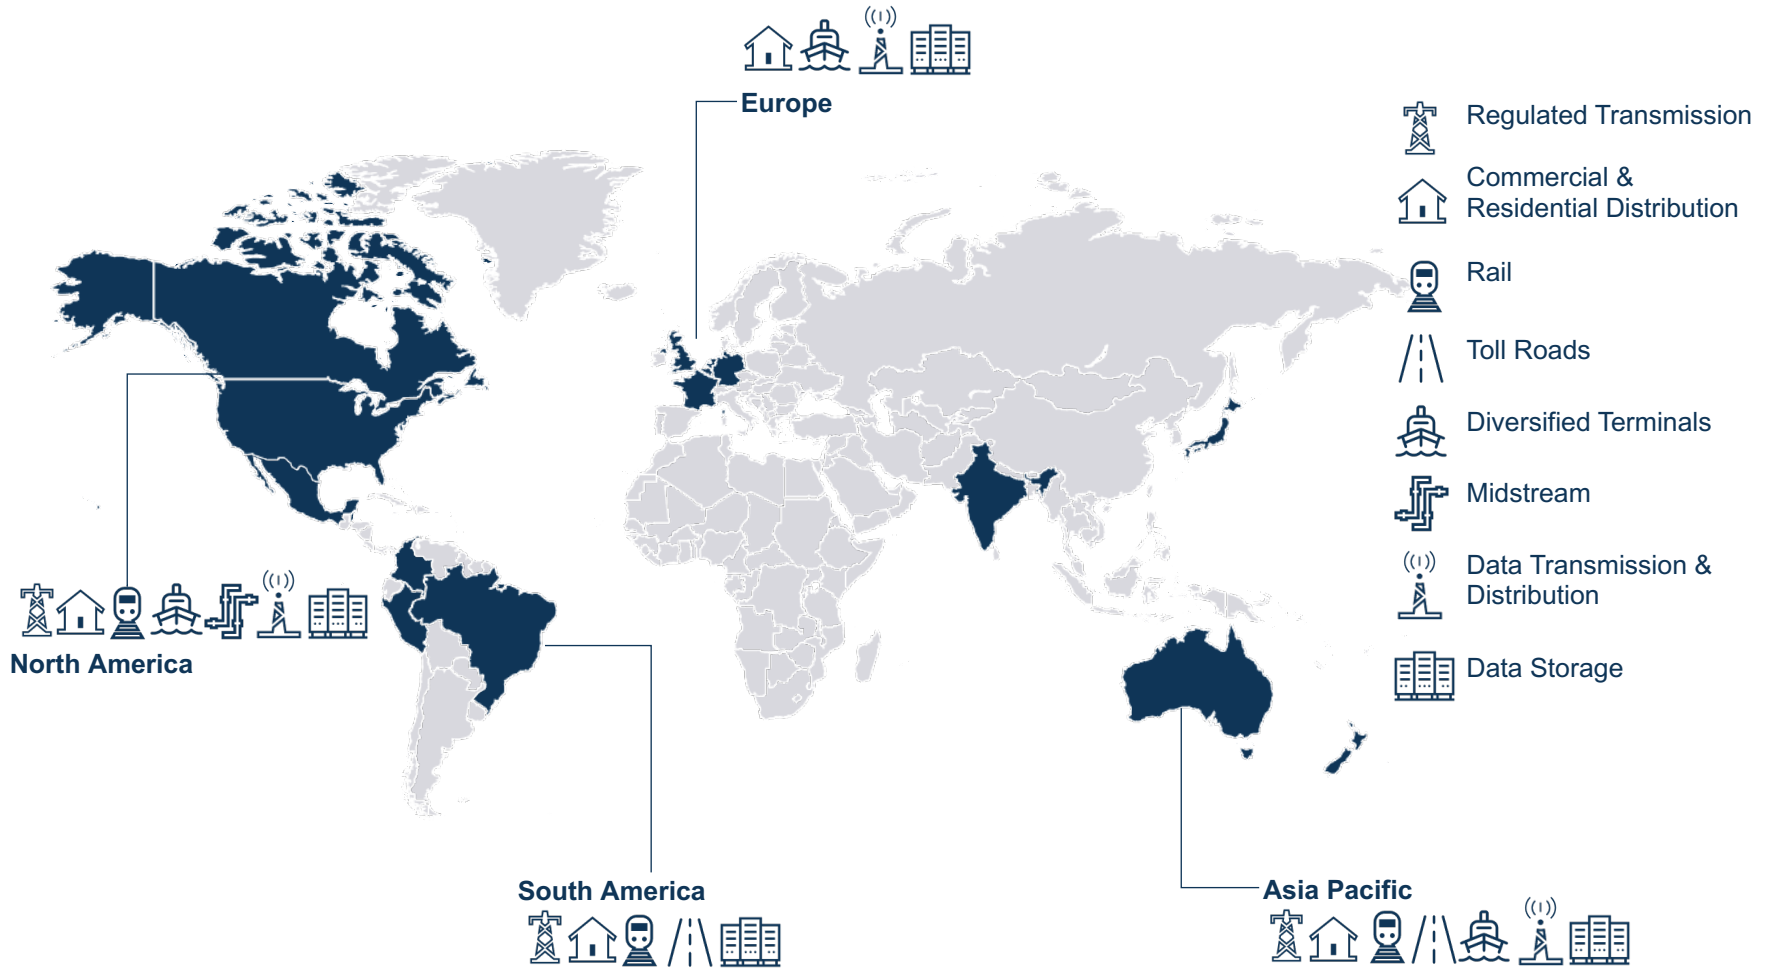 Europe
Regulated Transmission
Commercial &
Residential Distribution
Rail
Toll Roads
Diversified Terminals
Midstream
Data Transmission &
Distribution
Data Storage
North America
South America
Asia Pacific